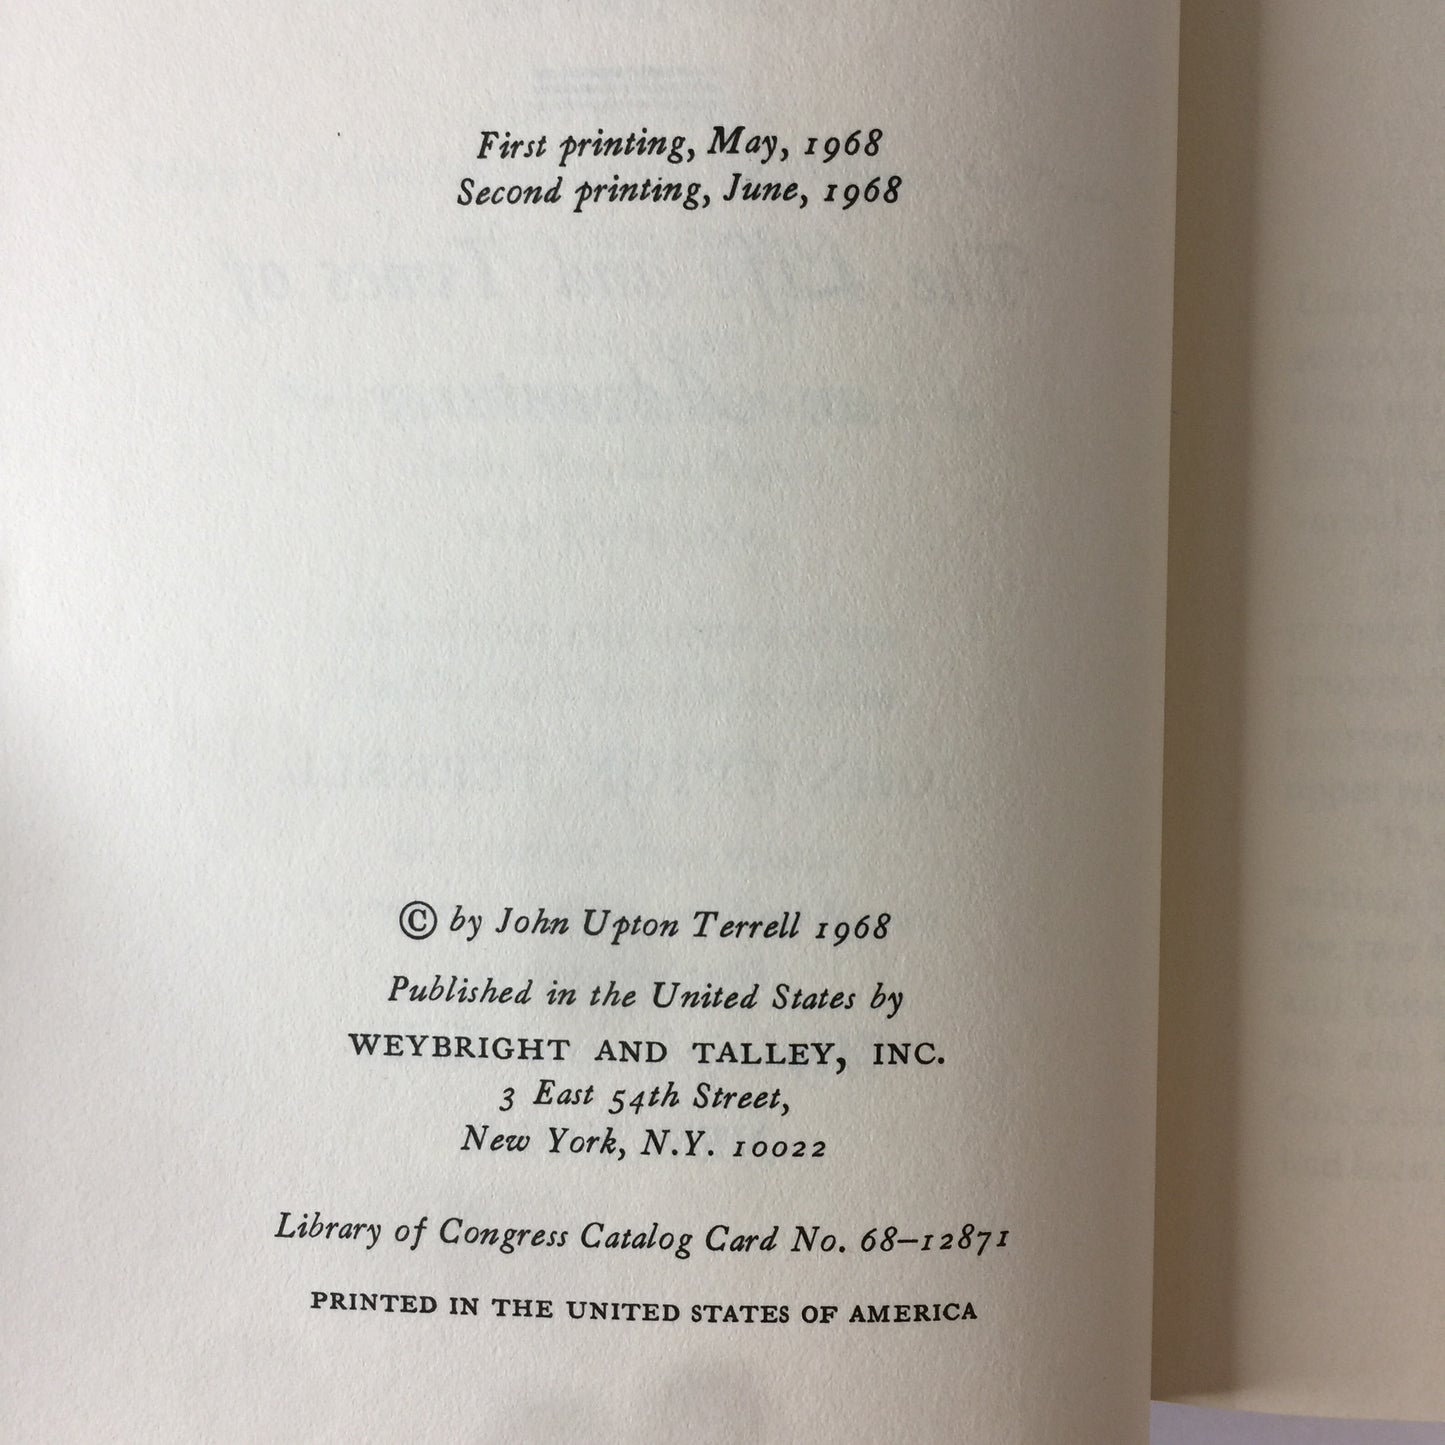 First printing, May, 1968
Second printing, June, 1968
© by John Upton Terrell 1968
Published in the United States by
WEYBRIGHT AND TALLEY, INC.
3 East 54th Street,
New York, N.Y. 10022
Library of Congress Catalog Card No. 68–12871
PRINTED IN THE UNITED STATES OF AMERICA